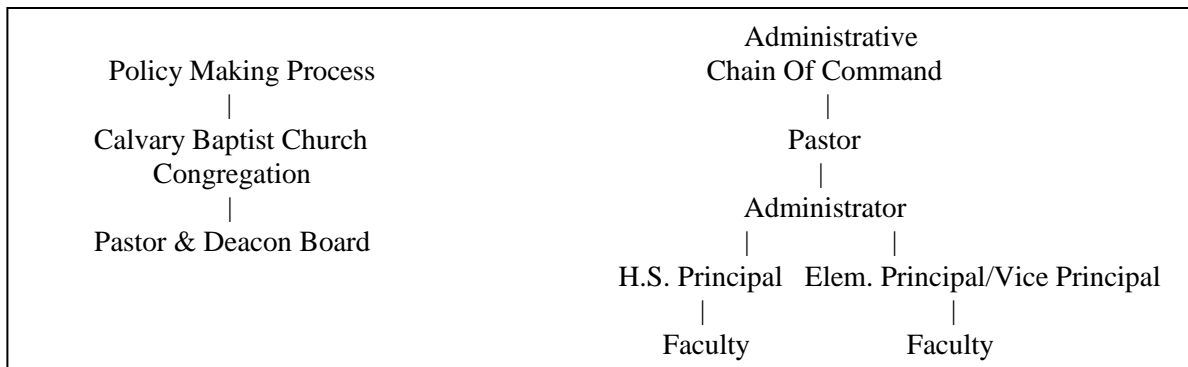 Policy Making Process
|
Calvary Baptist Church
Congregation
|
Pastor & Deacon Board
Administrative
Chain Of Command
|
Pastor
|
Administrator
| |
H.S. Principal Elem. Principal/Vice Principal
| |
Faculty Faculty